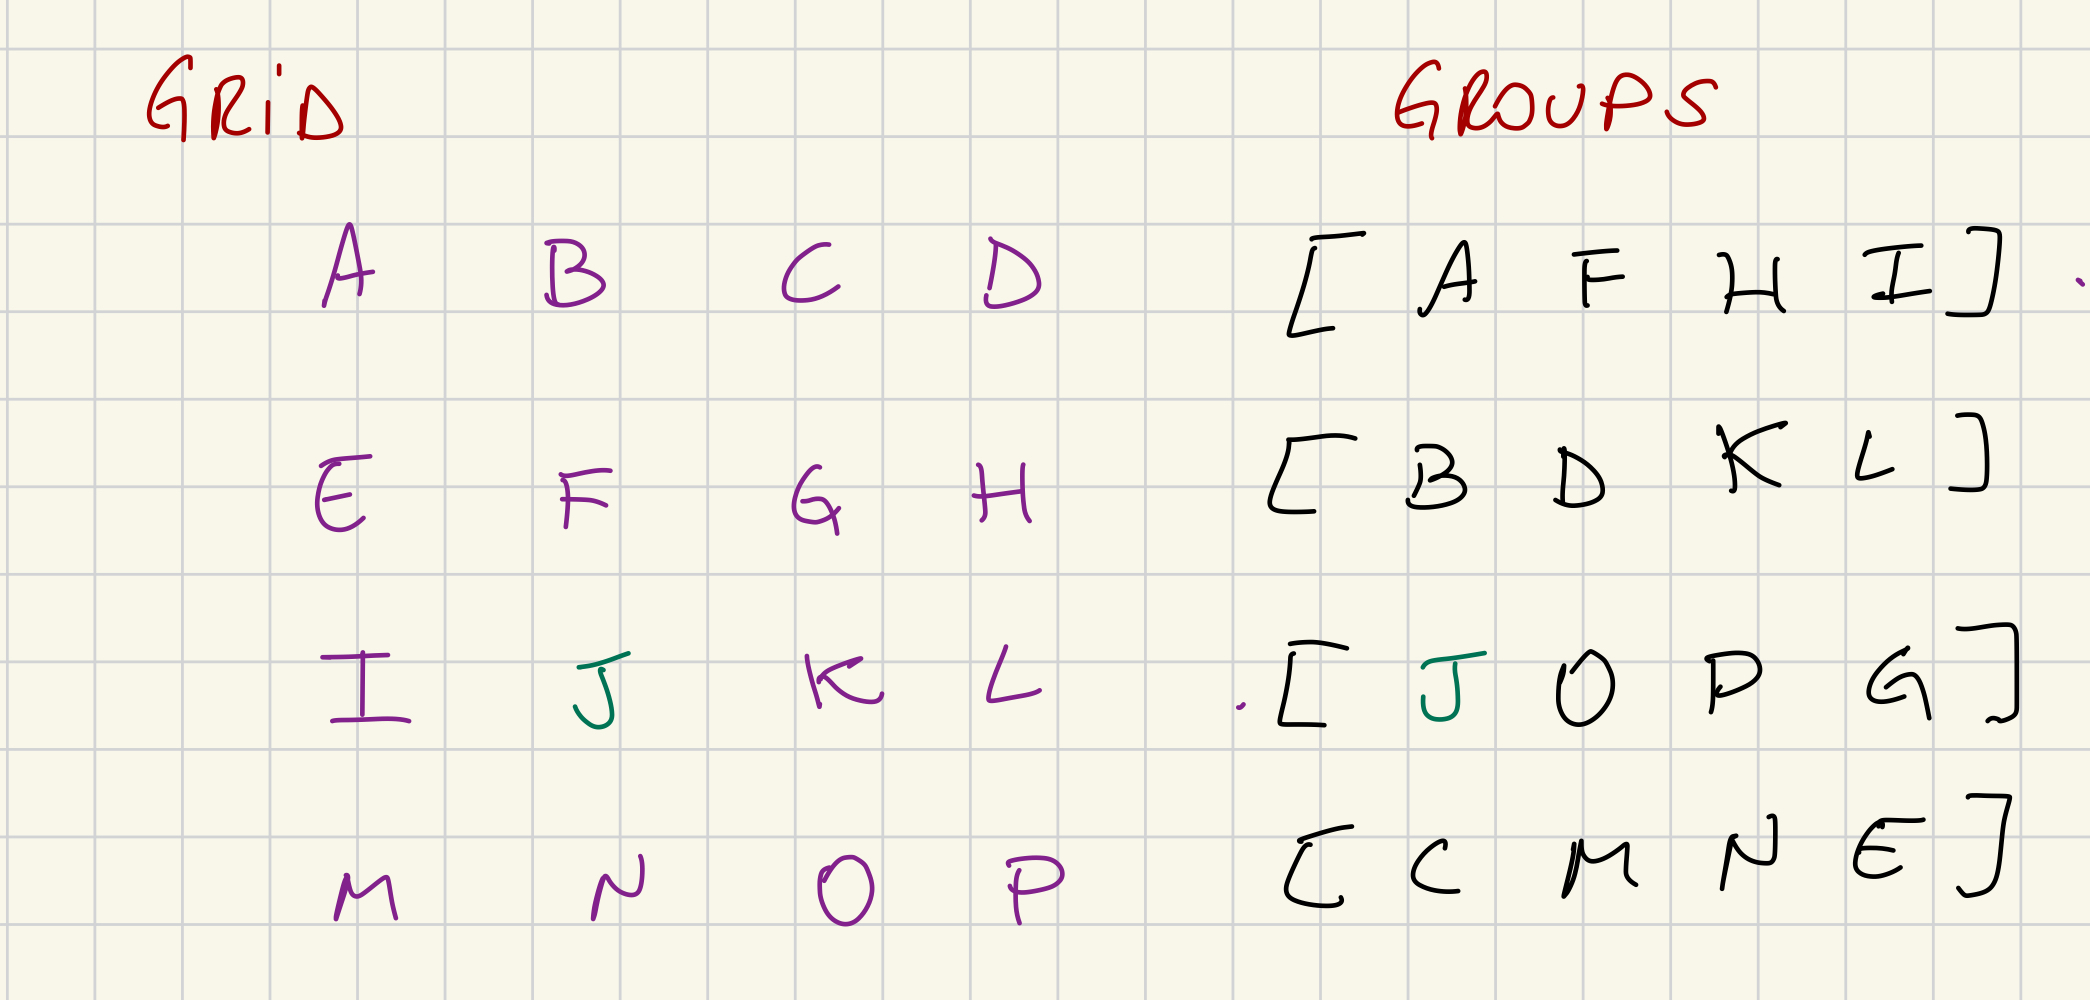 GRiD GROUPS
A B C D [ A F H I ]
E F G H [ B D K L ]
I J K L [ J O P G ]
M N O P [ C M N E ]